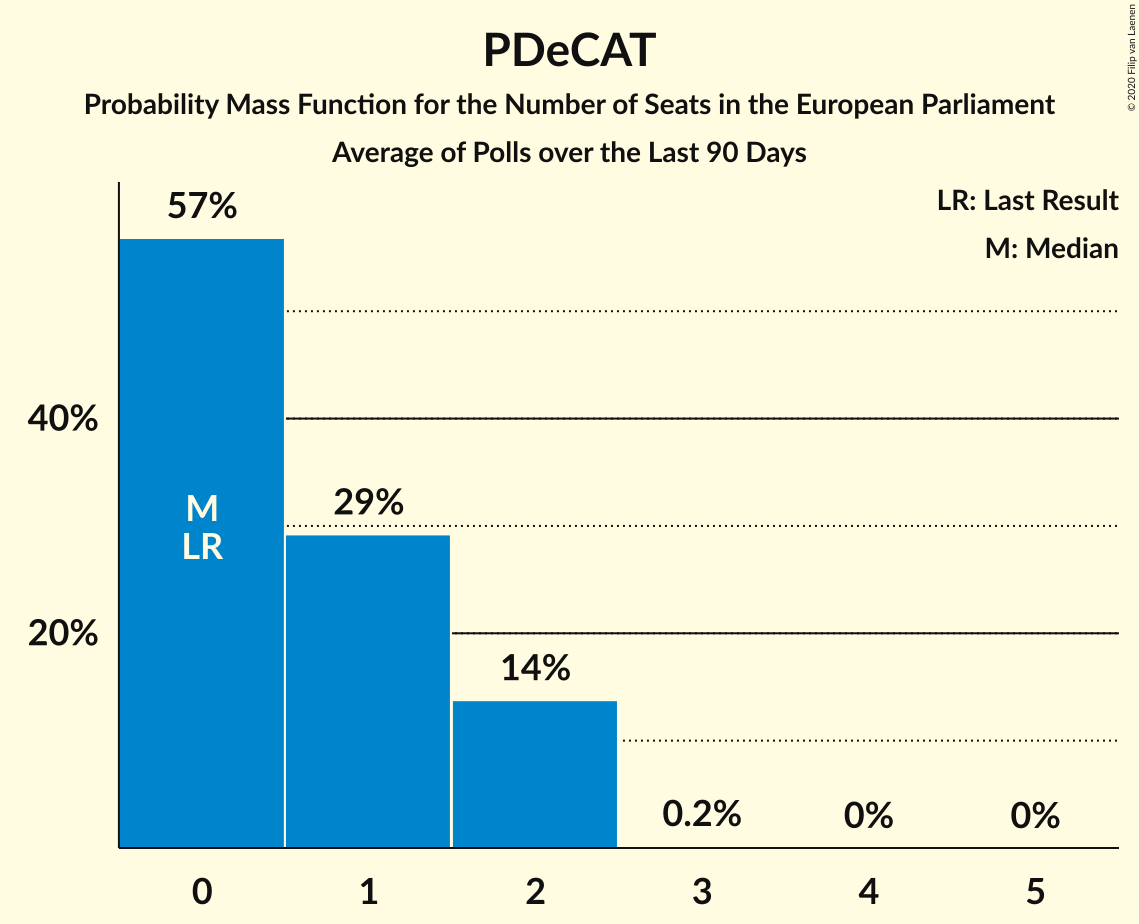 PDeCAT
Probability Mass Function for the Number of Seats in the European Parliament
Average of Polls over the Last 90 Days
© 2020 Filip van Laenen
LR: Last Result
M: Median
57%
40%
M
LR
29%
20%
14%
0.2%
0%
0%
0
1
2
3
4
5